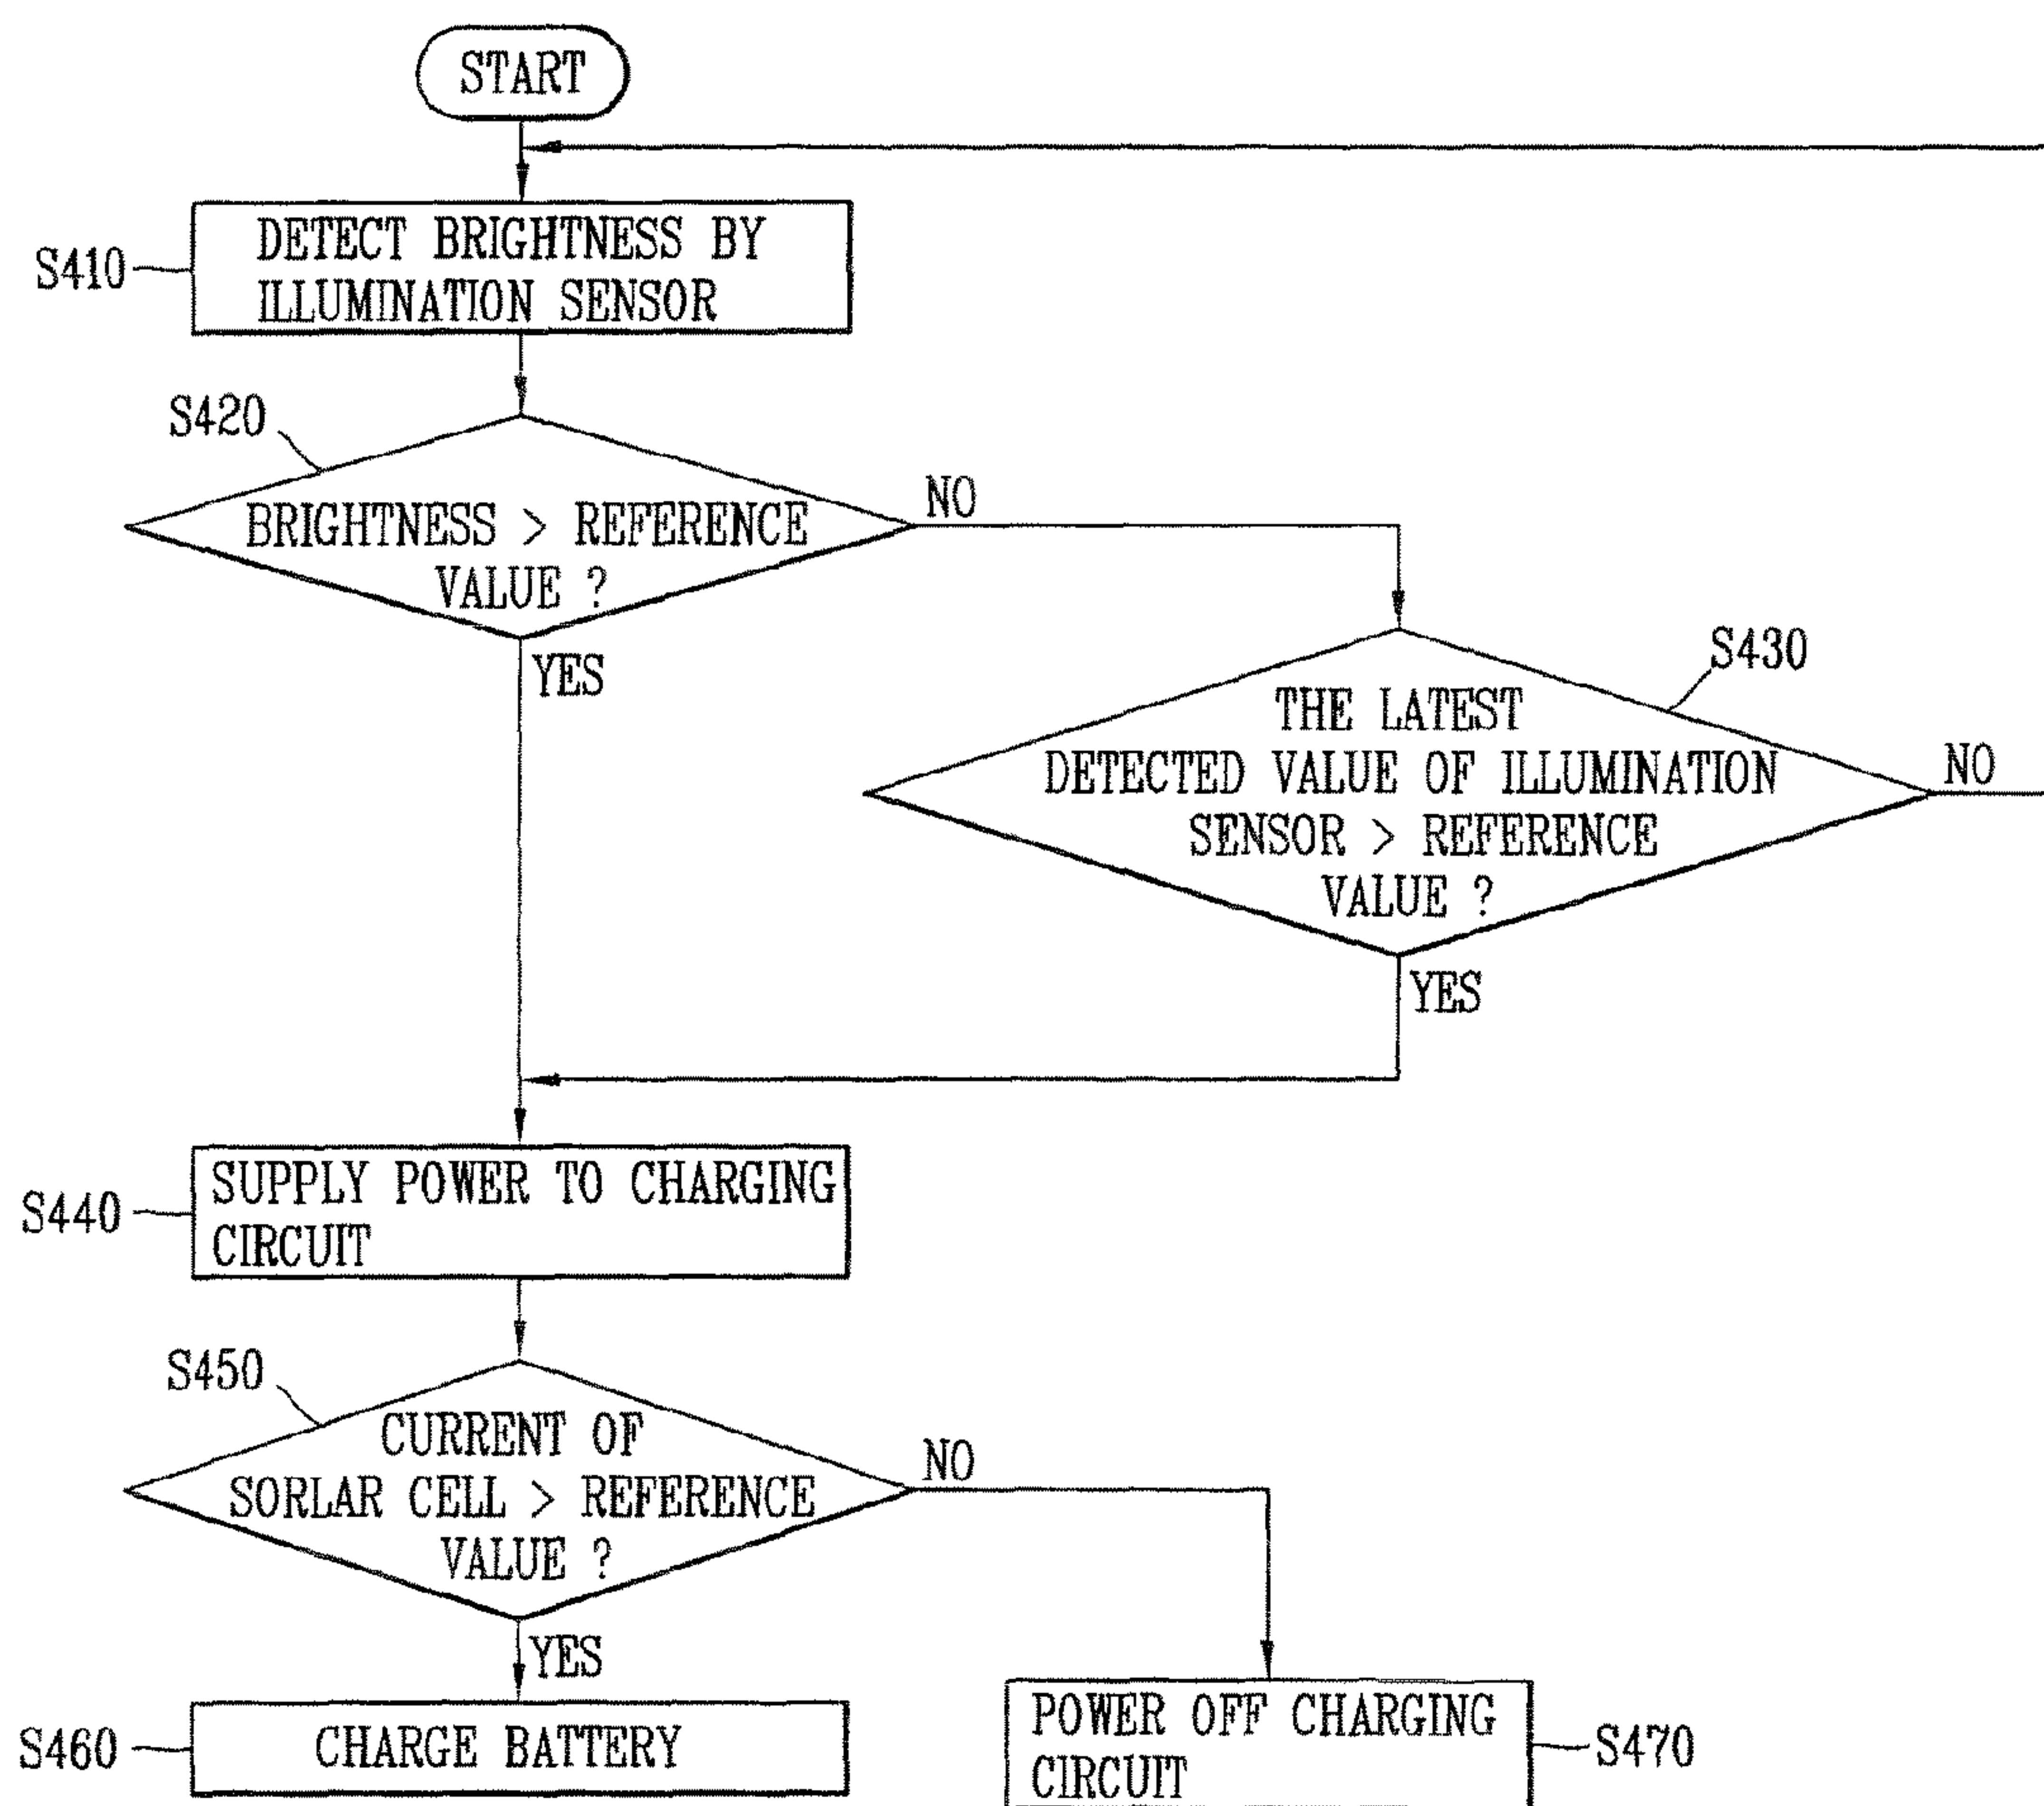 START
S410
DETECT BRIGHTNESS BY
ILLUMINATION SENSOR
S420
BRIGHTNESS > REFERENCE
VALUE ?
NO
YES
S430
THE LATEST
DETECTED VALUE OF ILLUMINATION
SENSOR > REFERENCE
VALUE ?
NO
YES
S440
SUPPLY POWER TO CHARGING
CIRCUIT
S450
CURRENT OF
SORLAR CELL > REFERENCE
VALUE ?
NO
YES
S460
CHARGE BATTERY
POWER OFF CHARGING
CIRCUIT
S470